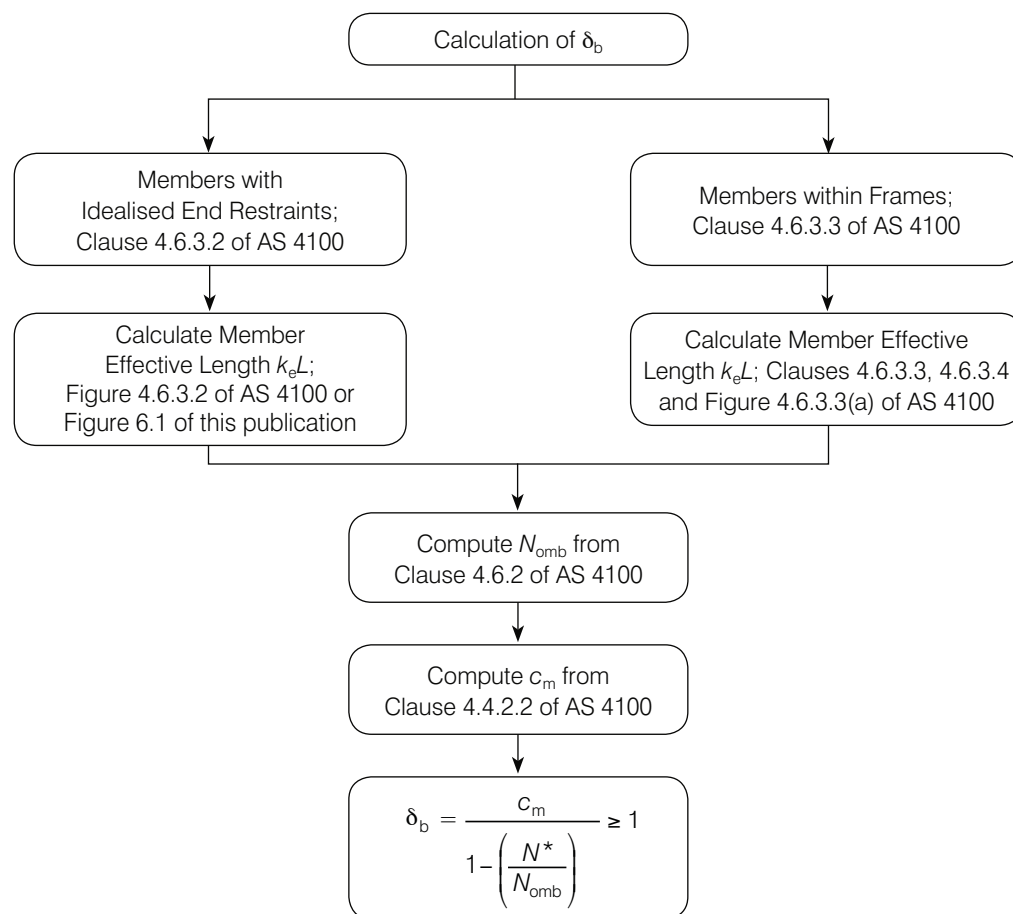 Calculation of δb
Members with
Idealised End Restraints;
Clause 4.6.3.2 of AS 4100
Members within Frames;
Clause 4.6.3.3 of AS 4100
Calculate Member
Effective Length keL;
Figure 4.6.3.2 of AS 4100 or
Figure 6.1 of this publication
Calculate Member Effective
Length keL; Clauses 4.6.3.3, 4.6.3.4
and Figure 4.6.3.3(a) of AS 4100
Compute Nomb from
Clause 4.6.2 of AS 4100
Compute cm from
Clause 4.4.2.2 of AS 4100
δb = cm / (1 – (N* / Nomb)) ≥ 1